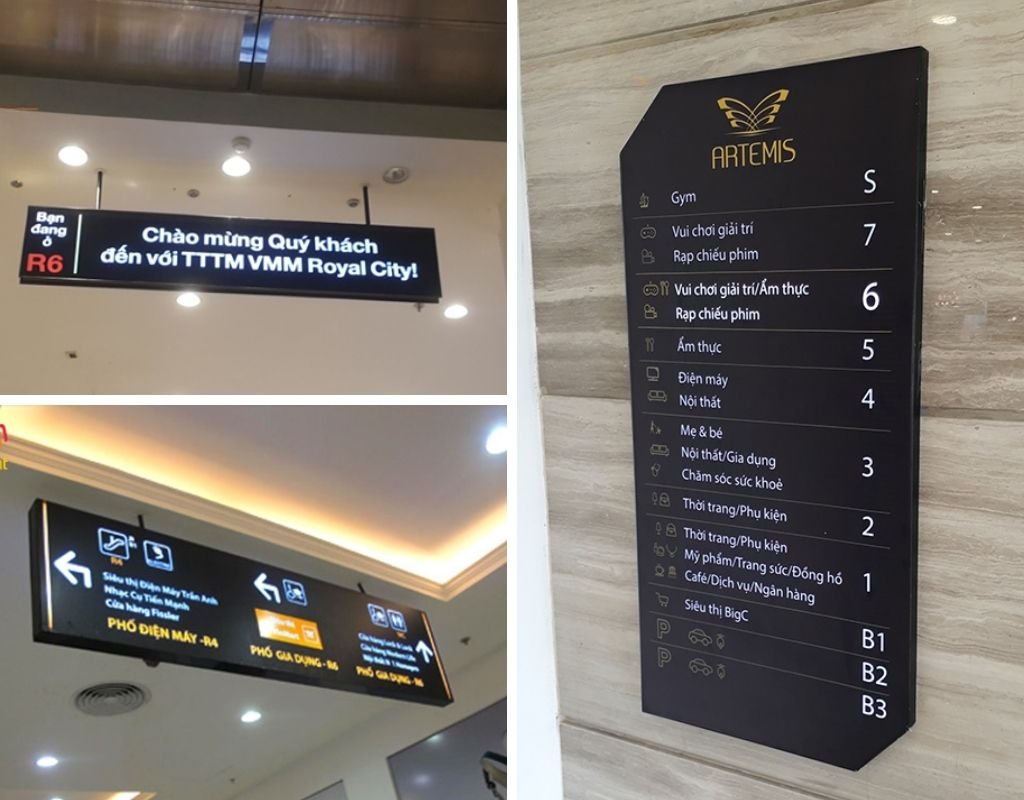 Bạn
đang
ở
R6
Chào mừng Quý khách
đến với TTTM VMM Royal City!
R4
Siêu thị Điện Máy Trần Anh
Nhạc Cụ Tiến Mạnh
Cửa hàng Fissler
PHỐ ĐIỆN MÁY -R4
PHỐ GIA DỤNG - R6
WC
Cửa hàng Lock & Lock
PHỐ GIA DỤNG - R6
ARTEMIS
Gym S
Vui chơi giải trí 7
Rạp chiếu phim
Vui chơi giải trí/Ẩm thực 6
Rạp chiếu phim
Ẩm thực 5
Điện máy 4
Nội thất
Mẹ & bé
Nội thất/Gia dụng 3
Chăm sóc sức khoẻ
Thời trang/Phụ kiện 2
Thời trang/Phụ kiện
Mỹ phẩm/Trang sức/Đồng hồ 1
Café/Dịch vụ/Ngân hàng
Siêu thị BigC B1
P B2
P B3